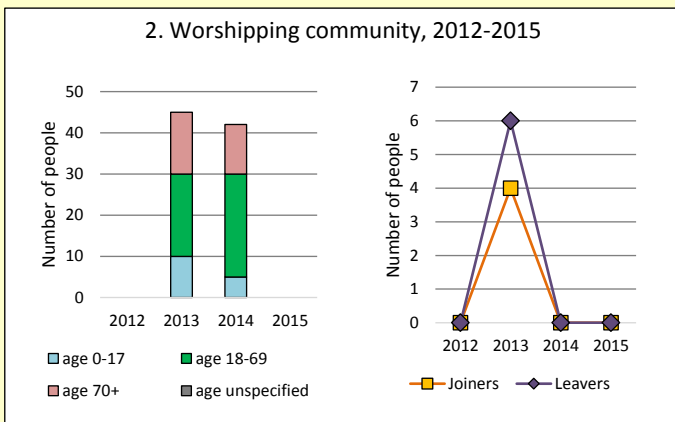 2. Worshipping community, 2012-2015
Number of people
50
40
30
20
10
0
2012 2013 2014 2015
age 0-17 age 18-69
age 70+ age unspecified
Number of people
7
6
5
4
3
2
1
0
2012 2013 2014 2015
Joiners Leavers